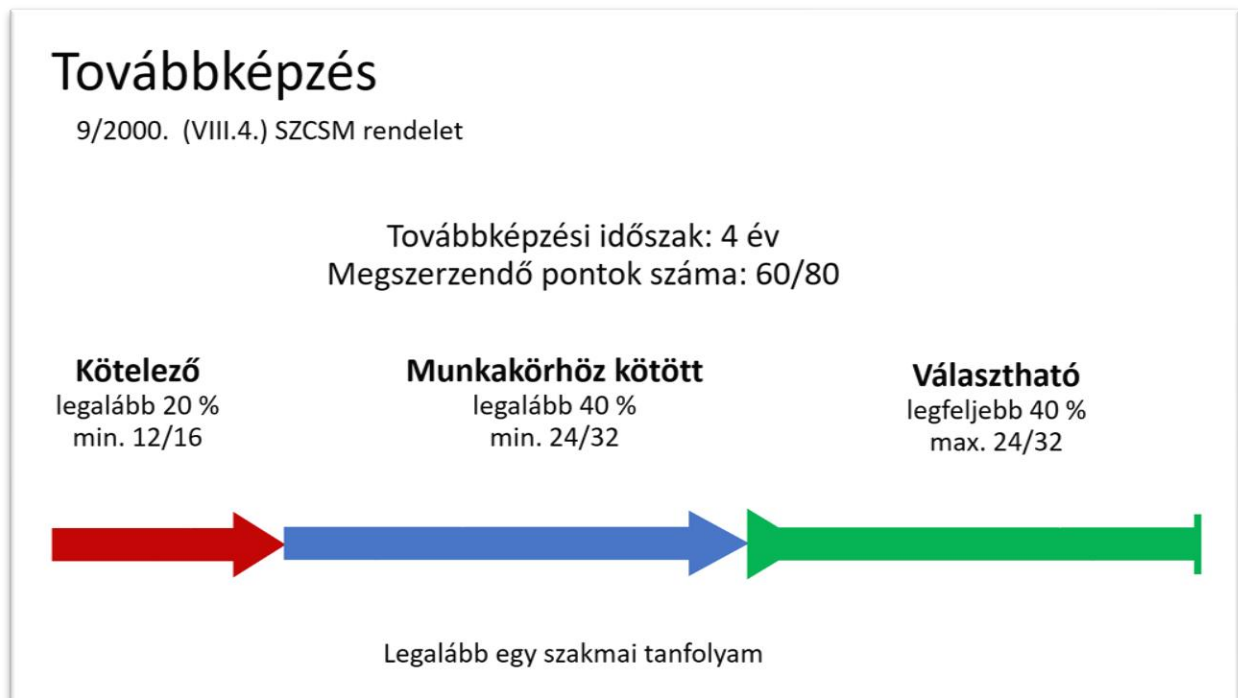 Továbbképzés
9/2000. (VIII.4.) SZCSM rendelet
Továbbképzési időszak: 4 év
Megszerzendő pontok száma: 60/80
Kötelező
legalább 20 %
min. 12/16
Munkakörhöz kötött
legalább 40 %
min. 24/32
Választható
legfeljebb 40 %
max. 24/32
Legalább egy szakmai tanfolyam